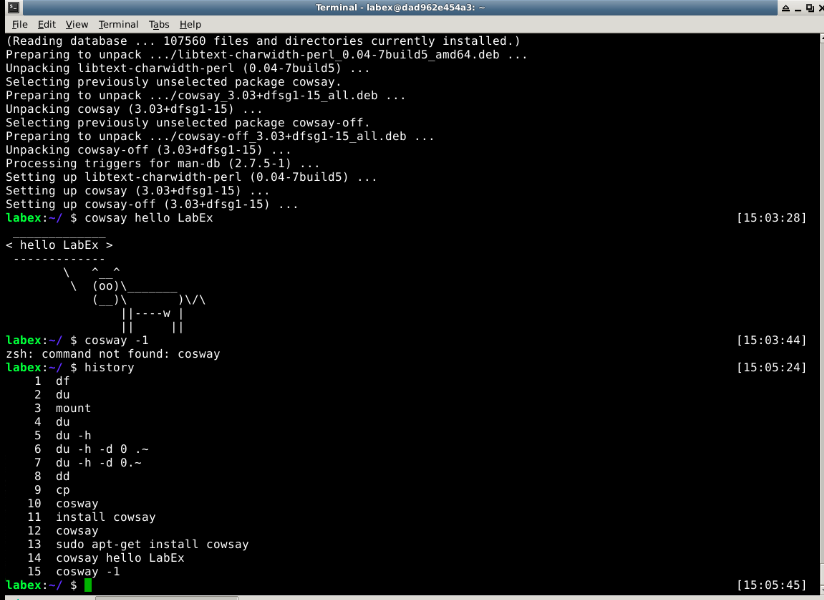 Terminal - labex@dad962e454a3: ~
File Edit View Terminal Tabs Help
(Reading database ... 107560 files and directories currently installed.)
Preparing to unpack .../libtext-charwidth-perl_0.04-7build5_amd64.deb ...
Unpacking libtext-charwidth-perl (0.04-7build5) ...
Selecting previously unselected package cowsay.
Preparing to unpack .../cowsay_3.03+dfsg1-15_all.deb ...
Unpacking cowsay (3.03+dfsg1-15) ...
Selecting previously unselected package cowsay-off.
Preparing to unpack .../cowsay-off_3.03+dfsg1-15_all.deb ...
Unpacking cowsay-off (3.03+dfsg1-15) ...
Processing triggers for man-db (2.7.5-1) ...
Setting up libtext-charwidth-perl (0.04-7build5) ...
Setting up cowsay (3.03+dfsg1-15) ...
Setting up cowsay-off (3.03+dfsg1-15) ...
labex:~/ $ cowsay hello LabEx [15:03:28]
 _____________
< hello LabEx >
 -------------
        \   ^__^
         \  (oo)\_______
            (__)\       )\/\
                ||----w |
                ||     ||
labex:~/ $ cosway -1 [15:03:44]
zsh: command not found: cosway
labex:~/ $ history [15:05:24]
    1  df
    2  du
    3  mount
    4  du
    5  du -h
    6  du -h -d 0 .~
    7  du -h -d 0.~
    8  dd
    9  cp
   10  cosway
   11  install cowsay
   12  cowsay
   13  sudo apt-get install cowsay
   14  cowsay hello LabEx
   15  cosway -1
labex:~/ $ [15:05:45]